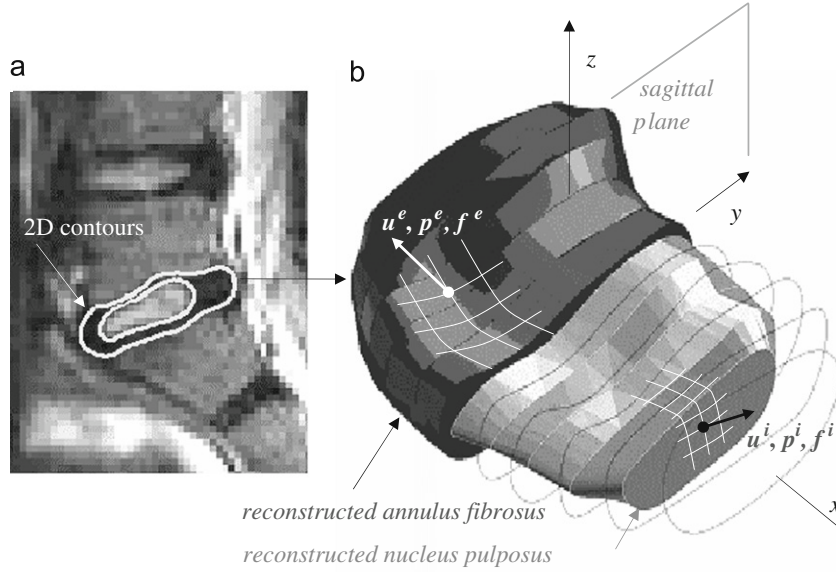 a
b
z
sagittal
plane
y
2D contours
u^e, p^e, f^e
u^i, p^i, f^i
x
reconstructed annulus fibrosus
reconstructed nucleus pulposus